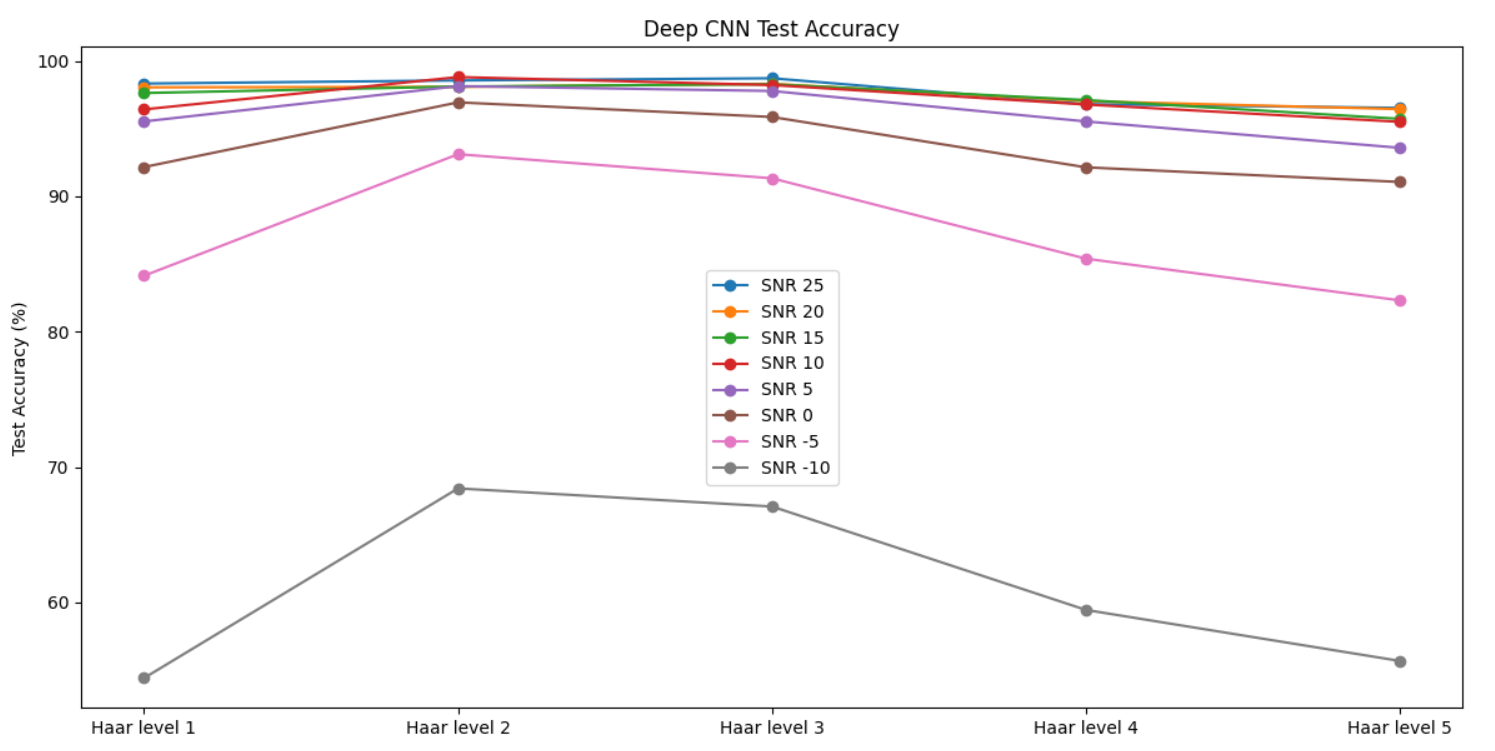 Deep CNN Test Accuracy
100
90
80
70
60
Test Accuracy (%)
SNR 25
SNR 20
SNR 15
SNR 10
SNR 5
SNR 0
SNR -5
SNR -10
Haar level 1
Haar level 2
Haar level 3
Haar level 4
Haar level 5